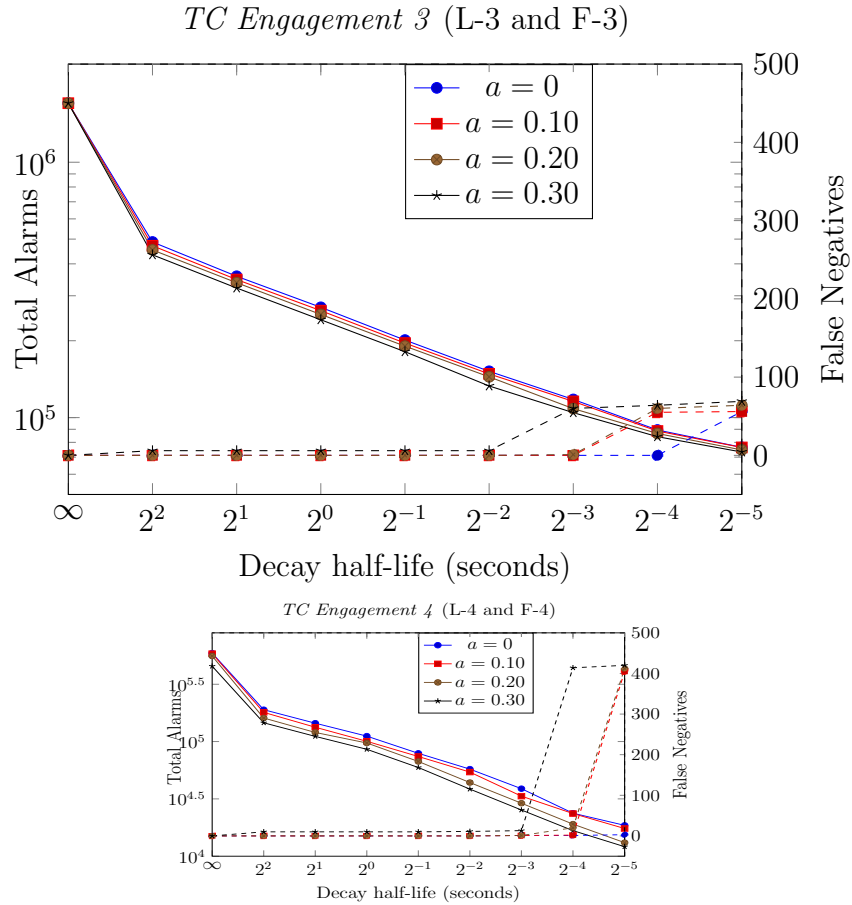 TC Engagement 3 (L-3 and F-3)
a = 0
a = 0.10
a = 0.20
a = 0.30
Total Alarms
10^6
10^5
500
400
300
200
100
0
False Negatives
∞ 2^2 2^1 2^0 2^−1 2^−2 2^−3 2^−4 2^−5
Decay half-life (seconds)
TC Engagement 4 (L-4 and F-4)
a = 0
a = 0.10
a = 0.20
a = 0.30
Total Alarms
10^5.5
10^5
10^4.5
10^4
500
400
300
200
100
0
False Negatives
∞ 2^2 2^1 2^0 2^−1 2^−2 2^−3 2^−4 2^−5
Decay half-life (seconds)